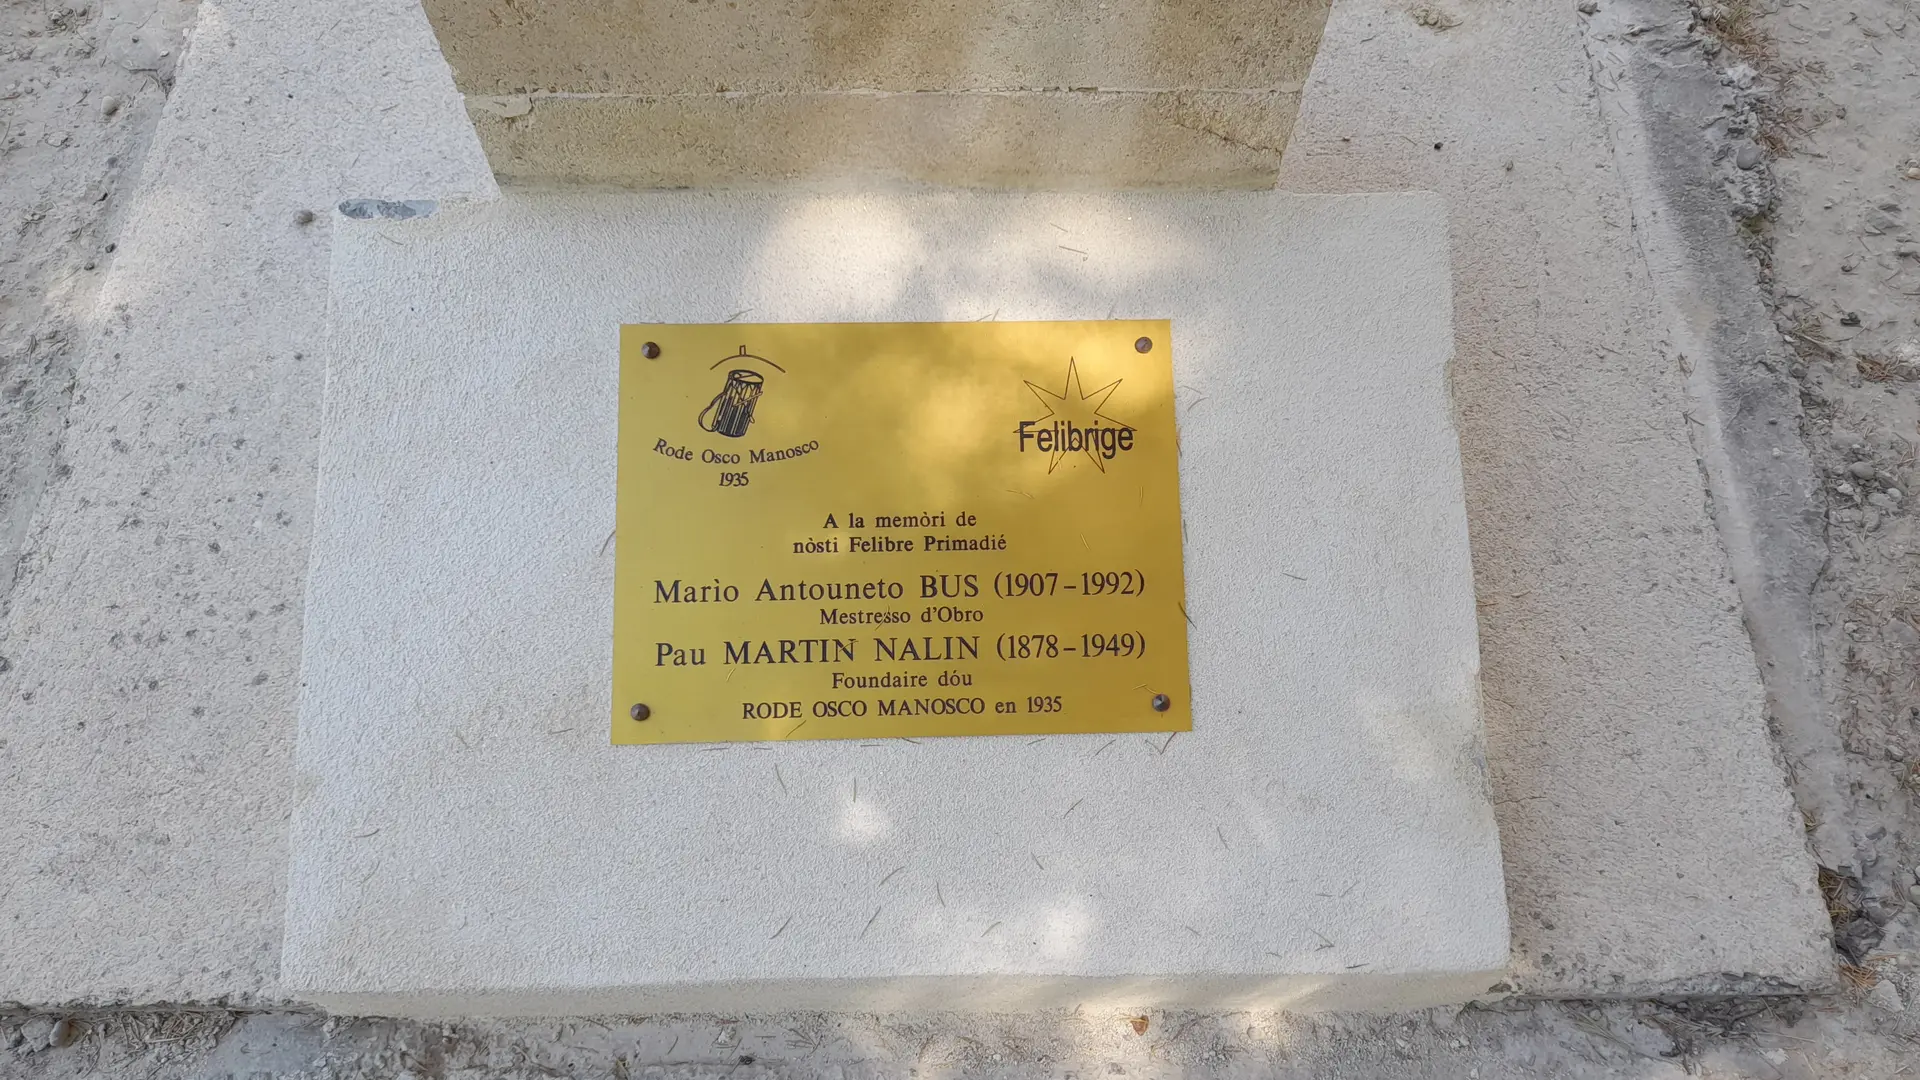 Rode Osco Manosco
1935
Felibrige
A la memòri de
nòsti Felibre Primadié
Marìo Antouneto BUS (1907-1992)
Mestresso d'Obro
Pau MARTIN NALIN (1878-1949)
Foundaire dóu
RODE OSCO MANOSCO en 1935